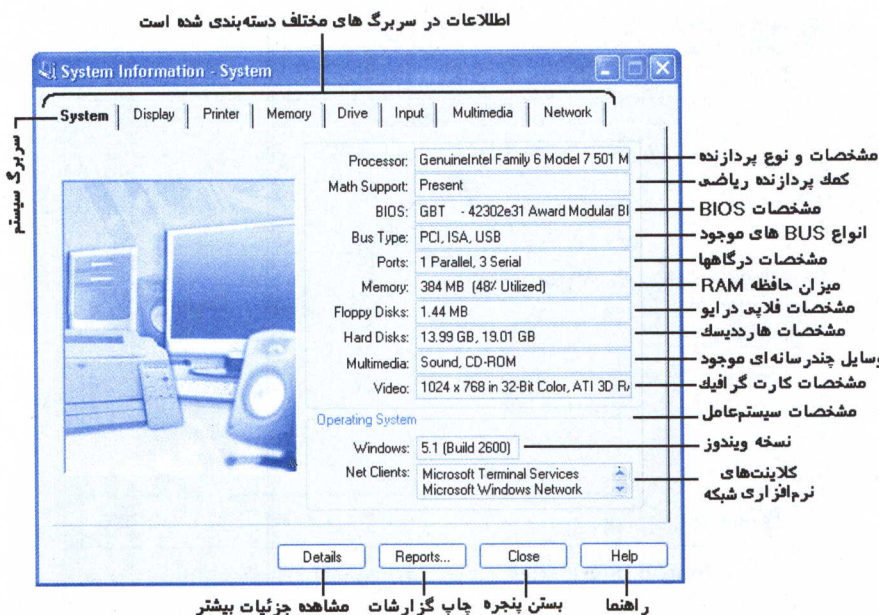 اطلاعات در سربرگ های مختلف دسته‌بندی شده است
System Information - System
System Display Printer Memory Drive Input Multimedia Network
سربرگ سیستم
Processor: GenuineIntel Family 6 Model 7 501 M
مشخصات و نوع پردازنده
Math Support: Present
کمك پردازنده ریاضی
BIOS: GBT - 42302e31 Award Modular BI
مشخصات BIOS
Bus Type: PCI, ISA, USB
انواع BUS های موجود
Ports: 1 Parallel, 3 Serial
مشخصات درگاهها
Memory: 384 MB (48% Utilized)
میزان حافظه RAM
Floppy Disks: 1.44 MB
مشخصات فلاپی درایو
Hard Disks: 13.99 GB, 19.01 GB
مشخصات هارددیسك
Multimedia: Sound, CD-ROM
وسایل چندرسانه‌ای موجود
Video: 1024 x 768 in 32-Bit Color, ATI 3D R
مشخصات کارت گرافیك
Operating System
مشخصات سیستم‌عامل
Windows: 5.1 (Build 2600)
نسخه ویندوز
Net Clients: Microsoft Terminal Services
Microsoft Windows Network
کلاینت‌های
نرم‌افزاری شبکه
Details Reports... Close Help
مشاهده جزئیات بیشتر
چاپ گزارشات
بستن پنجره
راهنما